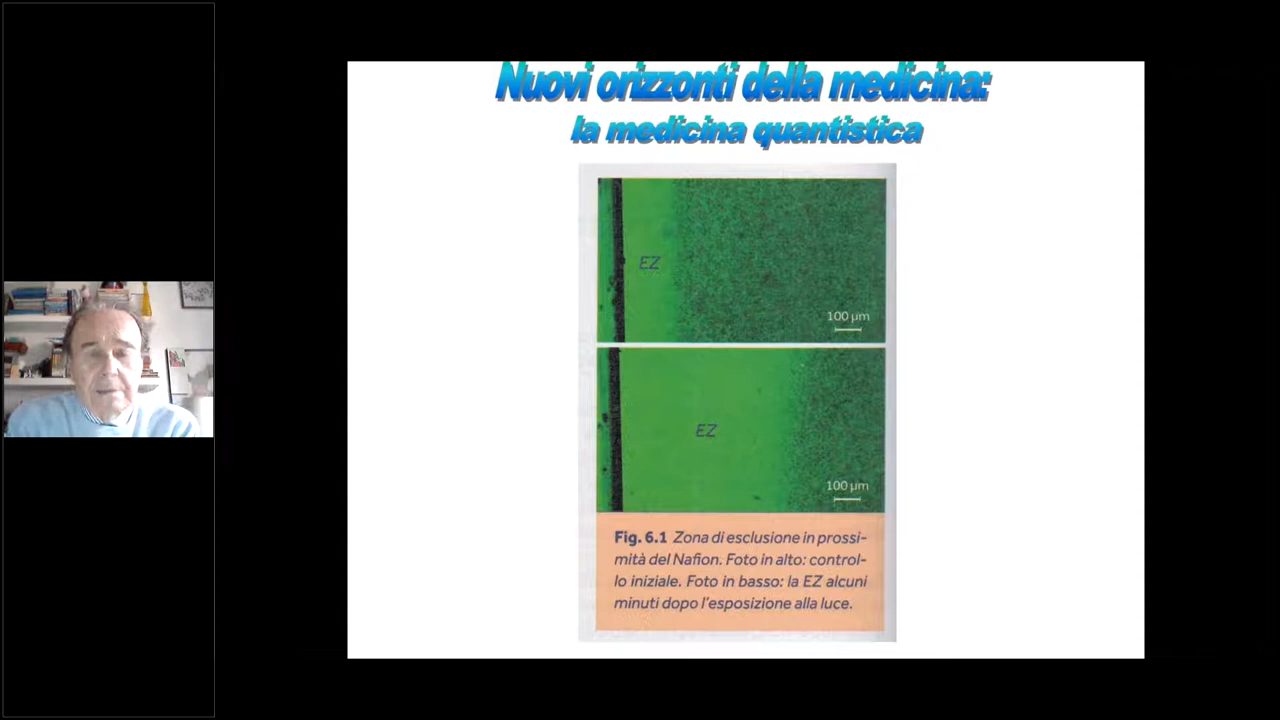 Nuovi orizzonti della medicina:
la medicina quantistica
EZ
100 µm
EZ
100 µm
Fig. 6.1 Zona di esclusione in prossi-
mità del Nafion. Foto in alto: control-
lo iniziale. Foto in basso: la EZ alcuni
minuti dopo l'esposizione alla luce.